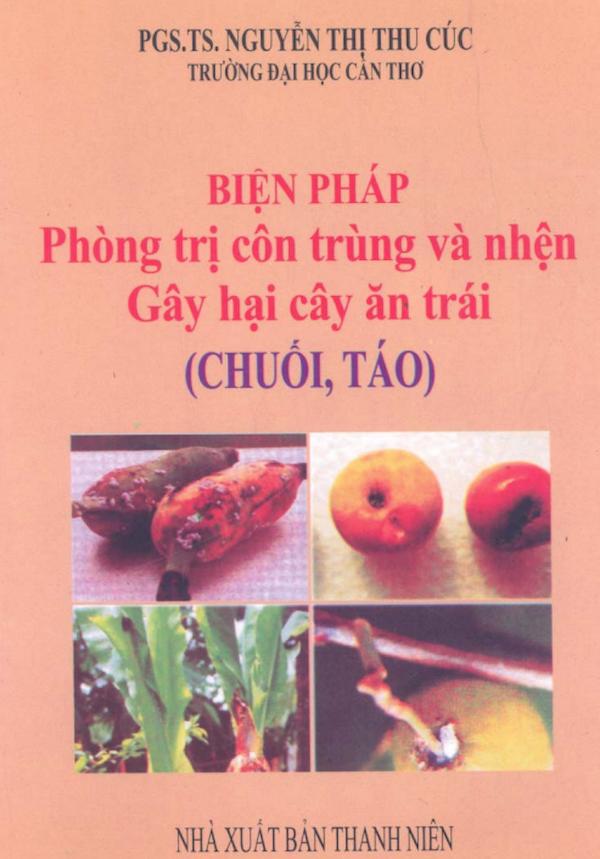 PGS.TS. NGUYỄN THỊ THU CÚC
TRƯỜNG ĐẠI HỌC CẦN THƠ
BIỆN PHÁP
Phòng trị côn trùng và nhện
Gây hại cây ăn trái
(CHUỐI, TÁO)
NHÀ XUẤT BẢN THANH NIÊN